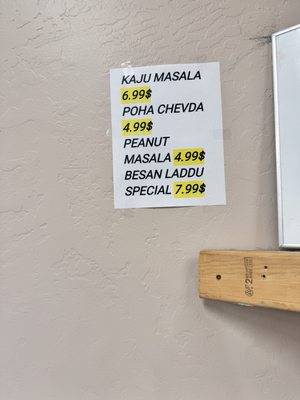 KAJU MASALA
6.99$
POHA CHEVDA
4.99$
PEANUT
MASALA 4.99$
BESAN LADDU
SPECIAL 7.99$